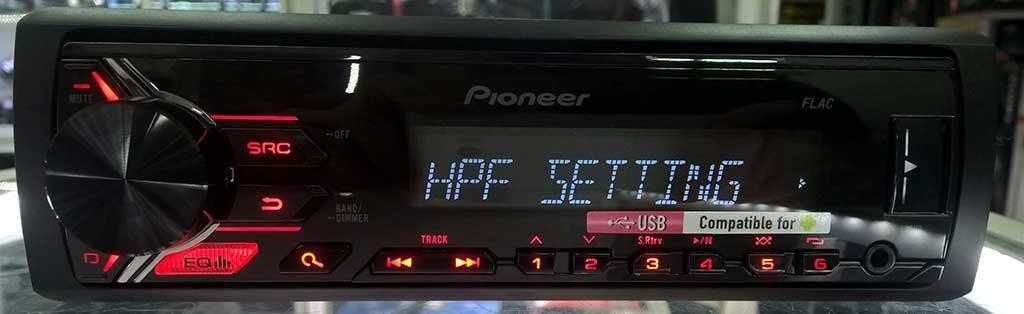 Pioneer
FLAC
MUTE
SRC
OFF
HPF SETTING
BAND/
DIMMER
USB Compatible for
TRACK
S.Rtrv
EQ
1 2 3 4 5 6